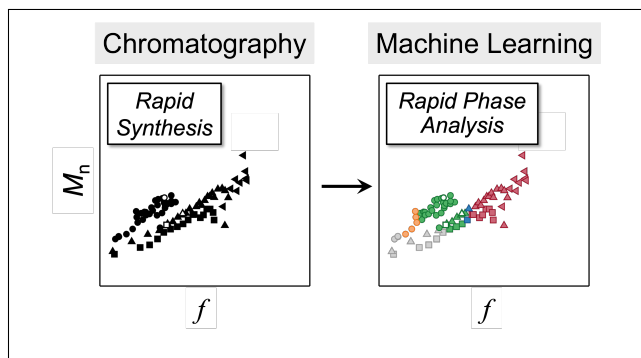 Chromatography
Machine Learning
Rapid
Synthesis
Rapid Phase
Analysis
Mn
f
f